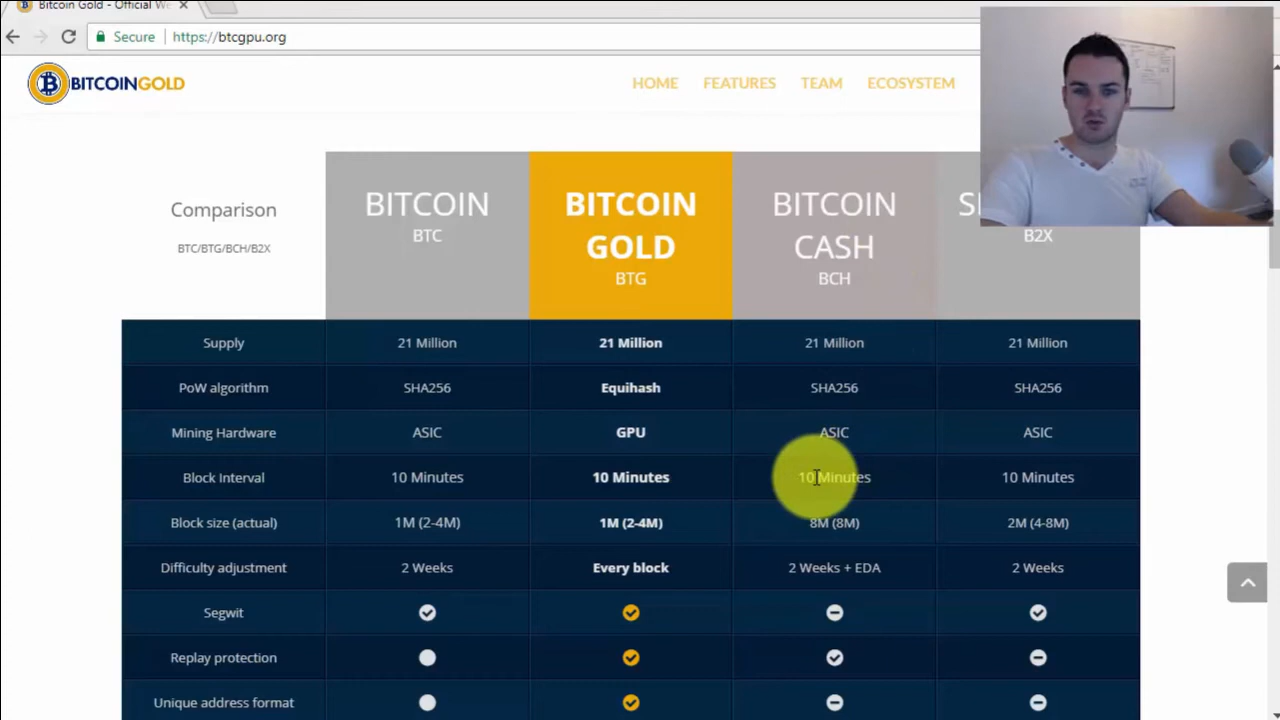 Bitcoin Gold - Official We
Secure https://btcgpu.org
BITCOINGOLD HOME FEATURES TEAM ECOSYSTEM
Comparison
BTC/BTG/BCH/B2X
BITCOIN
BTC
BITCOIN
GOLD
BTG
BITCOIN
CASH
BCH
S
B2X
Supply 21 Million 21 Million 21 Million 21 Million
PoW algorithm SHA256 Equihash SHA256 SHA256
Mining Hardware ASIC GPU ASIC ASIC
Block Interval 10 Minutes 10 Minutes 10 Minutes 10 Minutes
Block size (actual) 1M (2-4M) 1M (2-4M) 8M (8M) 2M (4-8M)
Difficulty adjustment 2 Weeks Every block 2 Weeks + EDA 2 Weeks
Segwit
Replay protection
Unique address format